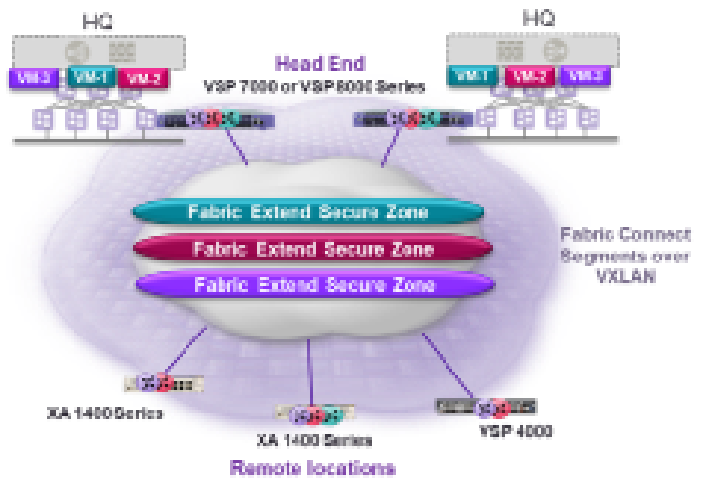 HQ
HQ
VM-3 VM-1 VM-2
VM-1 VM-2 VM-3
Head End
VSP 7000 or VSP 8000 Series
Fabric Extend Secure Zone
Fabric Extend Secure Zone
Fabric Extend Secure Zone
Fabric Connect
Segments over
VXLAN
XA 1400 Series
XA 1400 Series
VSP 4000
Remote locations